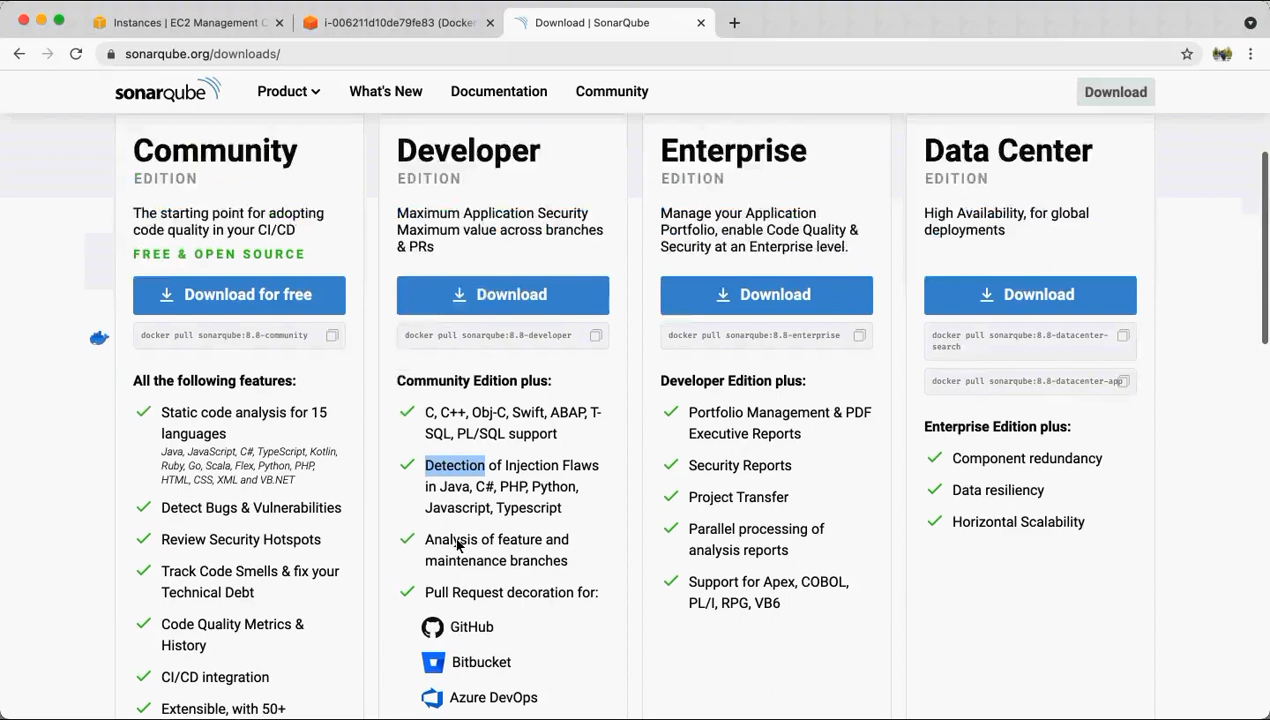 Instances | EC2 Management C
i-006211d10de79fe83 (Docker
Download | SonarQube
sonarqube.org/downloads/
sonarqube
Product
What's New
Documentation
Community
Download
Community
EDITION
The starting point for adopting
code quality in your CI/CD
FREE & OPEN SOURCE
Download for free
docker pull sonarqube:8.8-community
All the following features:
Static code analysis for 15
languages
Java, JavaScript, C#, TypeScript, Kotlin,
Ruby, Go, Scala, Flex, Python, PHP,
HTML, CSS, XML and VB.NET
Detect Bugs & Vulnerabilities
Review Security Hotspots
Track Code Smells & fix your
Technical Debt
Code Quality Metrics &
History
CI/CD integration
Extensible, with 50+
Developer
EDITION
Maximum Application Security
Maximum value across branches
& PRs
Download
docker pull sonarqube:8.8-developer
Community Edition plus:
C, C++, Obj-C, Swift, ABAP, T-
SQL, PL/SQL support
Detection of Injection Flaws
in Java, C#, PHP, Python,
Javascript, Typescript
Analysis of feature and
maintenance branches
Pull Request decoration for:
GitHub
Bitbucket
Azure DevOps
Enterprise
EDITION
Manage your Application
Portfolio, enable Code Quality &
Security at an Enterprise level.
Download
docker pull sonarqube:8.8-enterprise
Developer Edition plus:
Portfolio Management & PDF
Executive Reports
Security Reports
Project Transfer
Parallel processing of
analysis reports
Support for Apex, COBOL,
PL/I, RPG, VB6
Data Center
EDITION
High Availability, for global
deployments
Download
docker pull sonarqube:8.8-datacenter-
search
docker pull sonarqube:8.8-datacenter-app
Enterprise Edition plus:
Component redundancy
Data resiliency
Horizontal Scalability